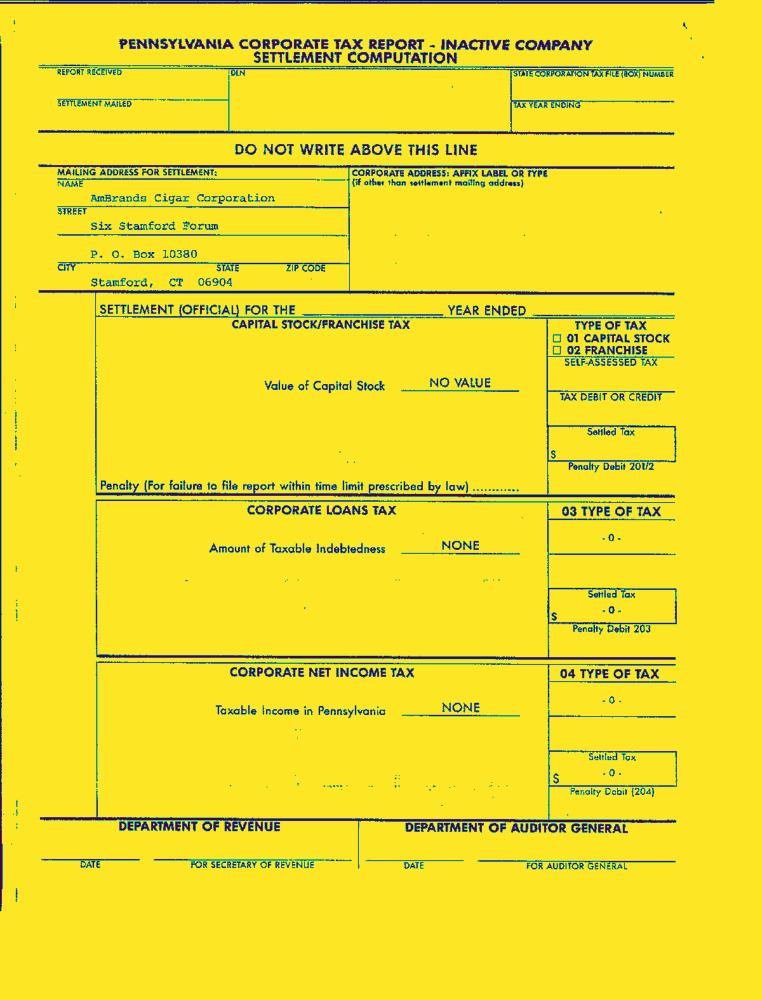 PENNSYLVANIA CORPORATE TAX REPORT - INACTIVE COMPANY
SETTLEMENT COMPUTATION
REPORT RECEIVED
DLN
STATE CORPORATION TAX FILE (BOX) NUMBER
SETTLEMENT MAILED
TAX YEAR ENDING
DO NOT WRITE ABOVE THIS LINE
MAILING ADDRESS FOR SETTLEMENT:
NAME
AmBrands Cigar Corporation
STREET
Six Stamford Forum
P. O. Box 10380
CITY STATE ZIP CODE
Stamford, CT 06904
CORPORATE ADDRESS: AFFIX LABEL OR TYPE
(if other than settlement mailing address)
SETTLEMENT (OFFICIAL) FOR THE YEAR ENDED
CAPITAL STOCK/FRANCHISE TAX
TYPE OF TAX
☐ 01 CAPITAL STOCK
☐ 02 FRANCHISE
SELF-ASSESSED TAX
Value of Capital Stock NO VALUE
TAX DEBIT OR CREDIT
Settled Tax
$
Penalty Debit 201/2
Penalty (For failure to file report within time limit prescribed by law) ............
CORPORATE LOANS TAX
03 TYPE OF TAX
- 0 -
Amount of Taxable Indebtedness NONE
Settled Tax
$ - 0 -
Penalty Debit 203
CORPORATE NET INCOME TAX
04 TYPE OF TAX
- 0 -
Taxable Income in Pennsylvania NONE
Settled Tax
$ - 0 -
Penalty Debit (204)
DEPARTMENT OF REVENUE
DEPARTMENT OF AUDITOR GENERAL
DATE FOR SECRETARY OF REVENUE
DATE FOR AUDITOR GENERAL